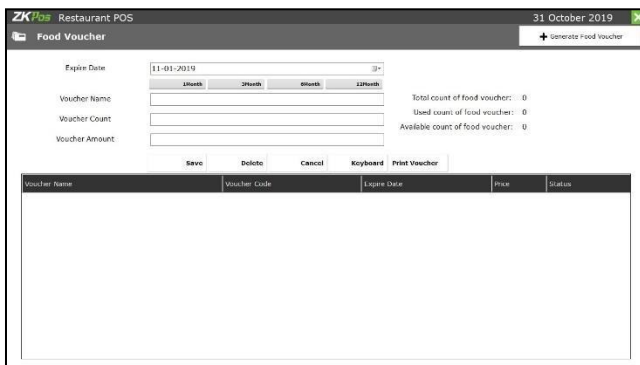 ZKPos Restaurant POS 31 October 2019 X
Food Voucher + Generate Food Voucher
Expire Date 11-01-2019
1Month 3Month 6Month 12Month
Voucher Name Total count of food voucher: 0
Voucher Count Used count of food voucher: 0
Available count of food voucher: 0
Voucher Amount
Save Delete Cancel Keyboard Print Voucher
Voucher Name Voucher Code Expire Date Price Status